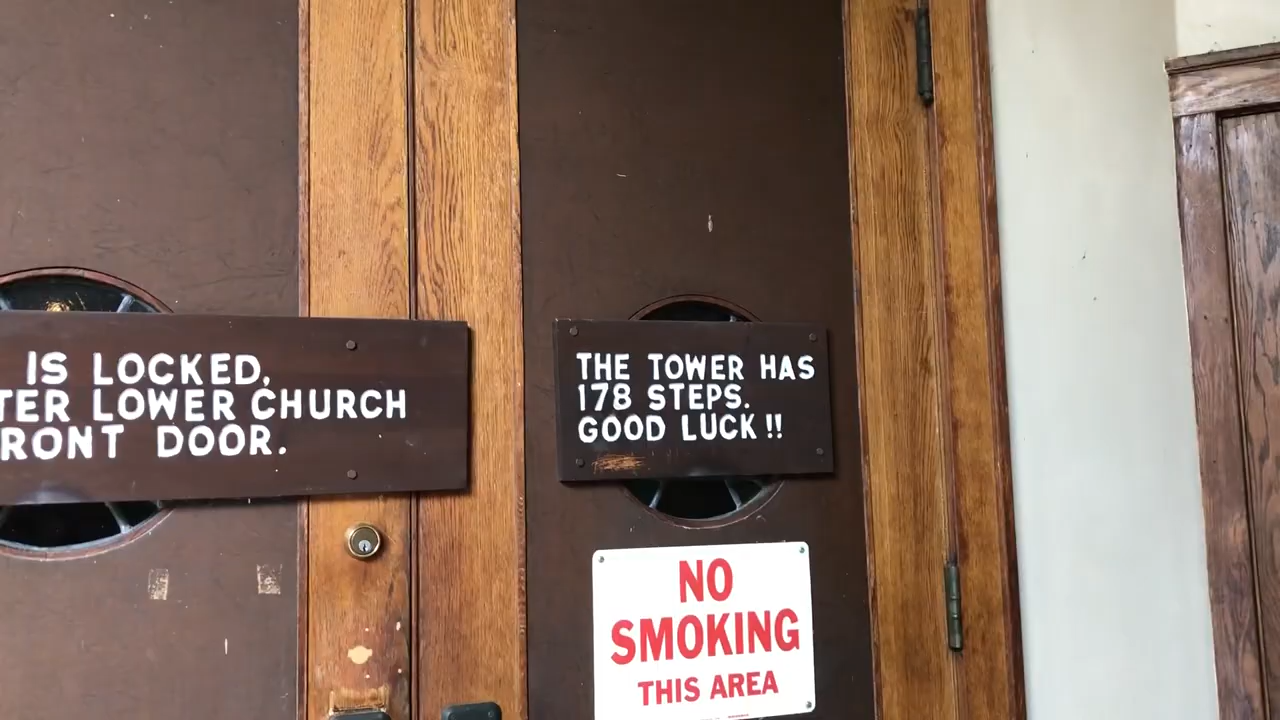 IS LOCKED,
TER LOWER CHURCH
RONT DOOR.
THE TOWER HAS
178 STEPS.
GOOD LUCK !!
NO
SMOKING
THIS AREA